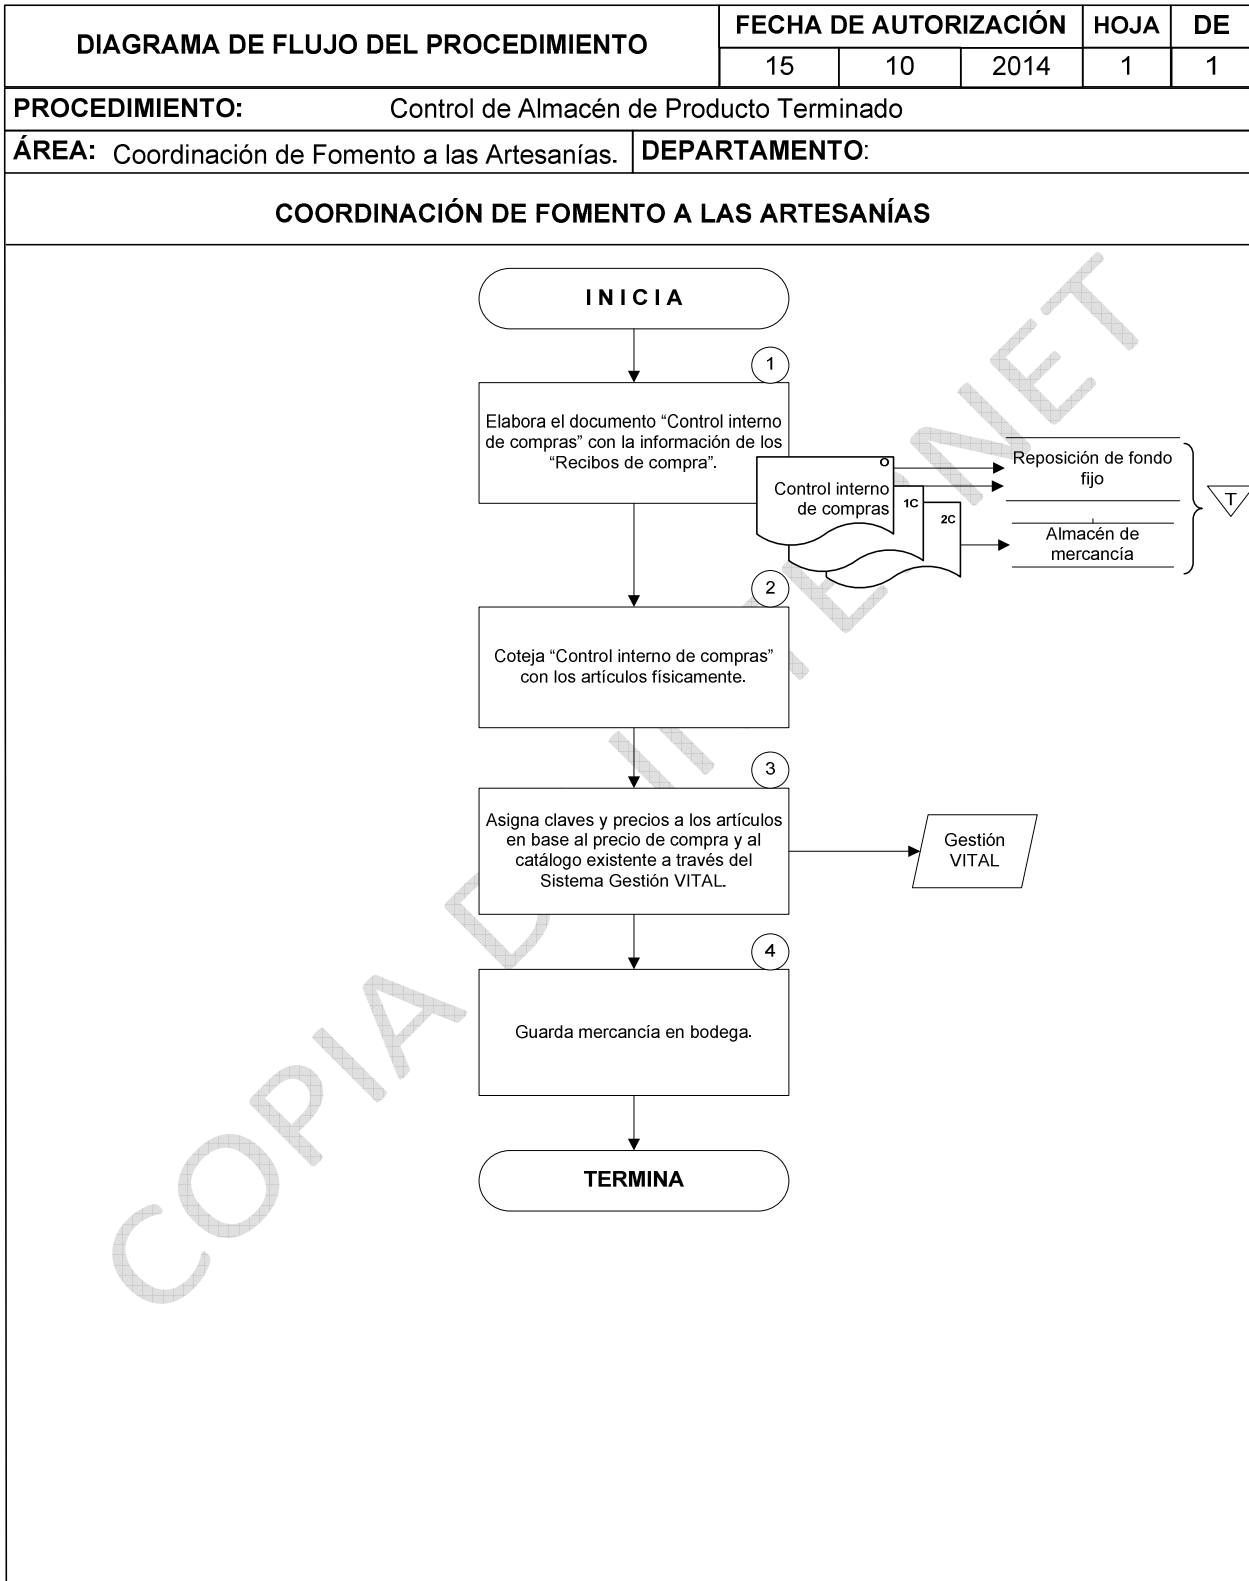 DIAGRAMA DE FLUJO DEL PROCEDIMIENTO
FECHA DE AUTORIZACIÓN
HOJA
DE
15
10
2014
1
1
PROCEDIMIENTO: Control de Almacén de Producto Terminado
ÁREA: Coordinación de Fomento a las Artesanías.
DEPARTAMENTO:
COORDINACIÓN DE FOMENTO A LAS ARTESANÍAS
I N I C I A
1
Elabora el documento “Control interno
de compras” con la información de los
“Recibos de compra”.
O
Control interno
de compras
1C
2C
Reposición de fondo
fijo
Almacén de
mercancía
T
2
Coteja “Control interno de compras”
con los artículos físicamente.
3
Asigna claves y precios a los artículos
en base al precio de compra y al
catálogo existente a través del
Sistema Gestión VITAL.
Gestión
VITAL
4
Guarda mercancía en bodega.
TERMINA